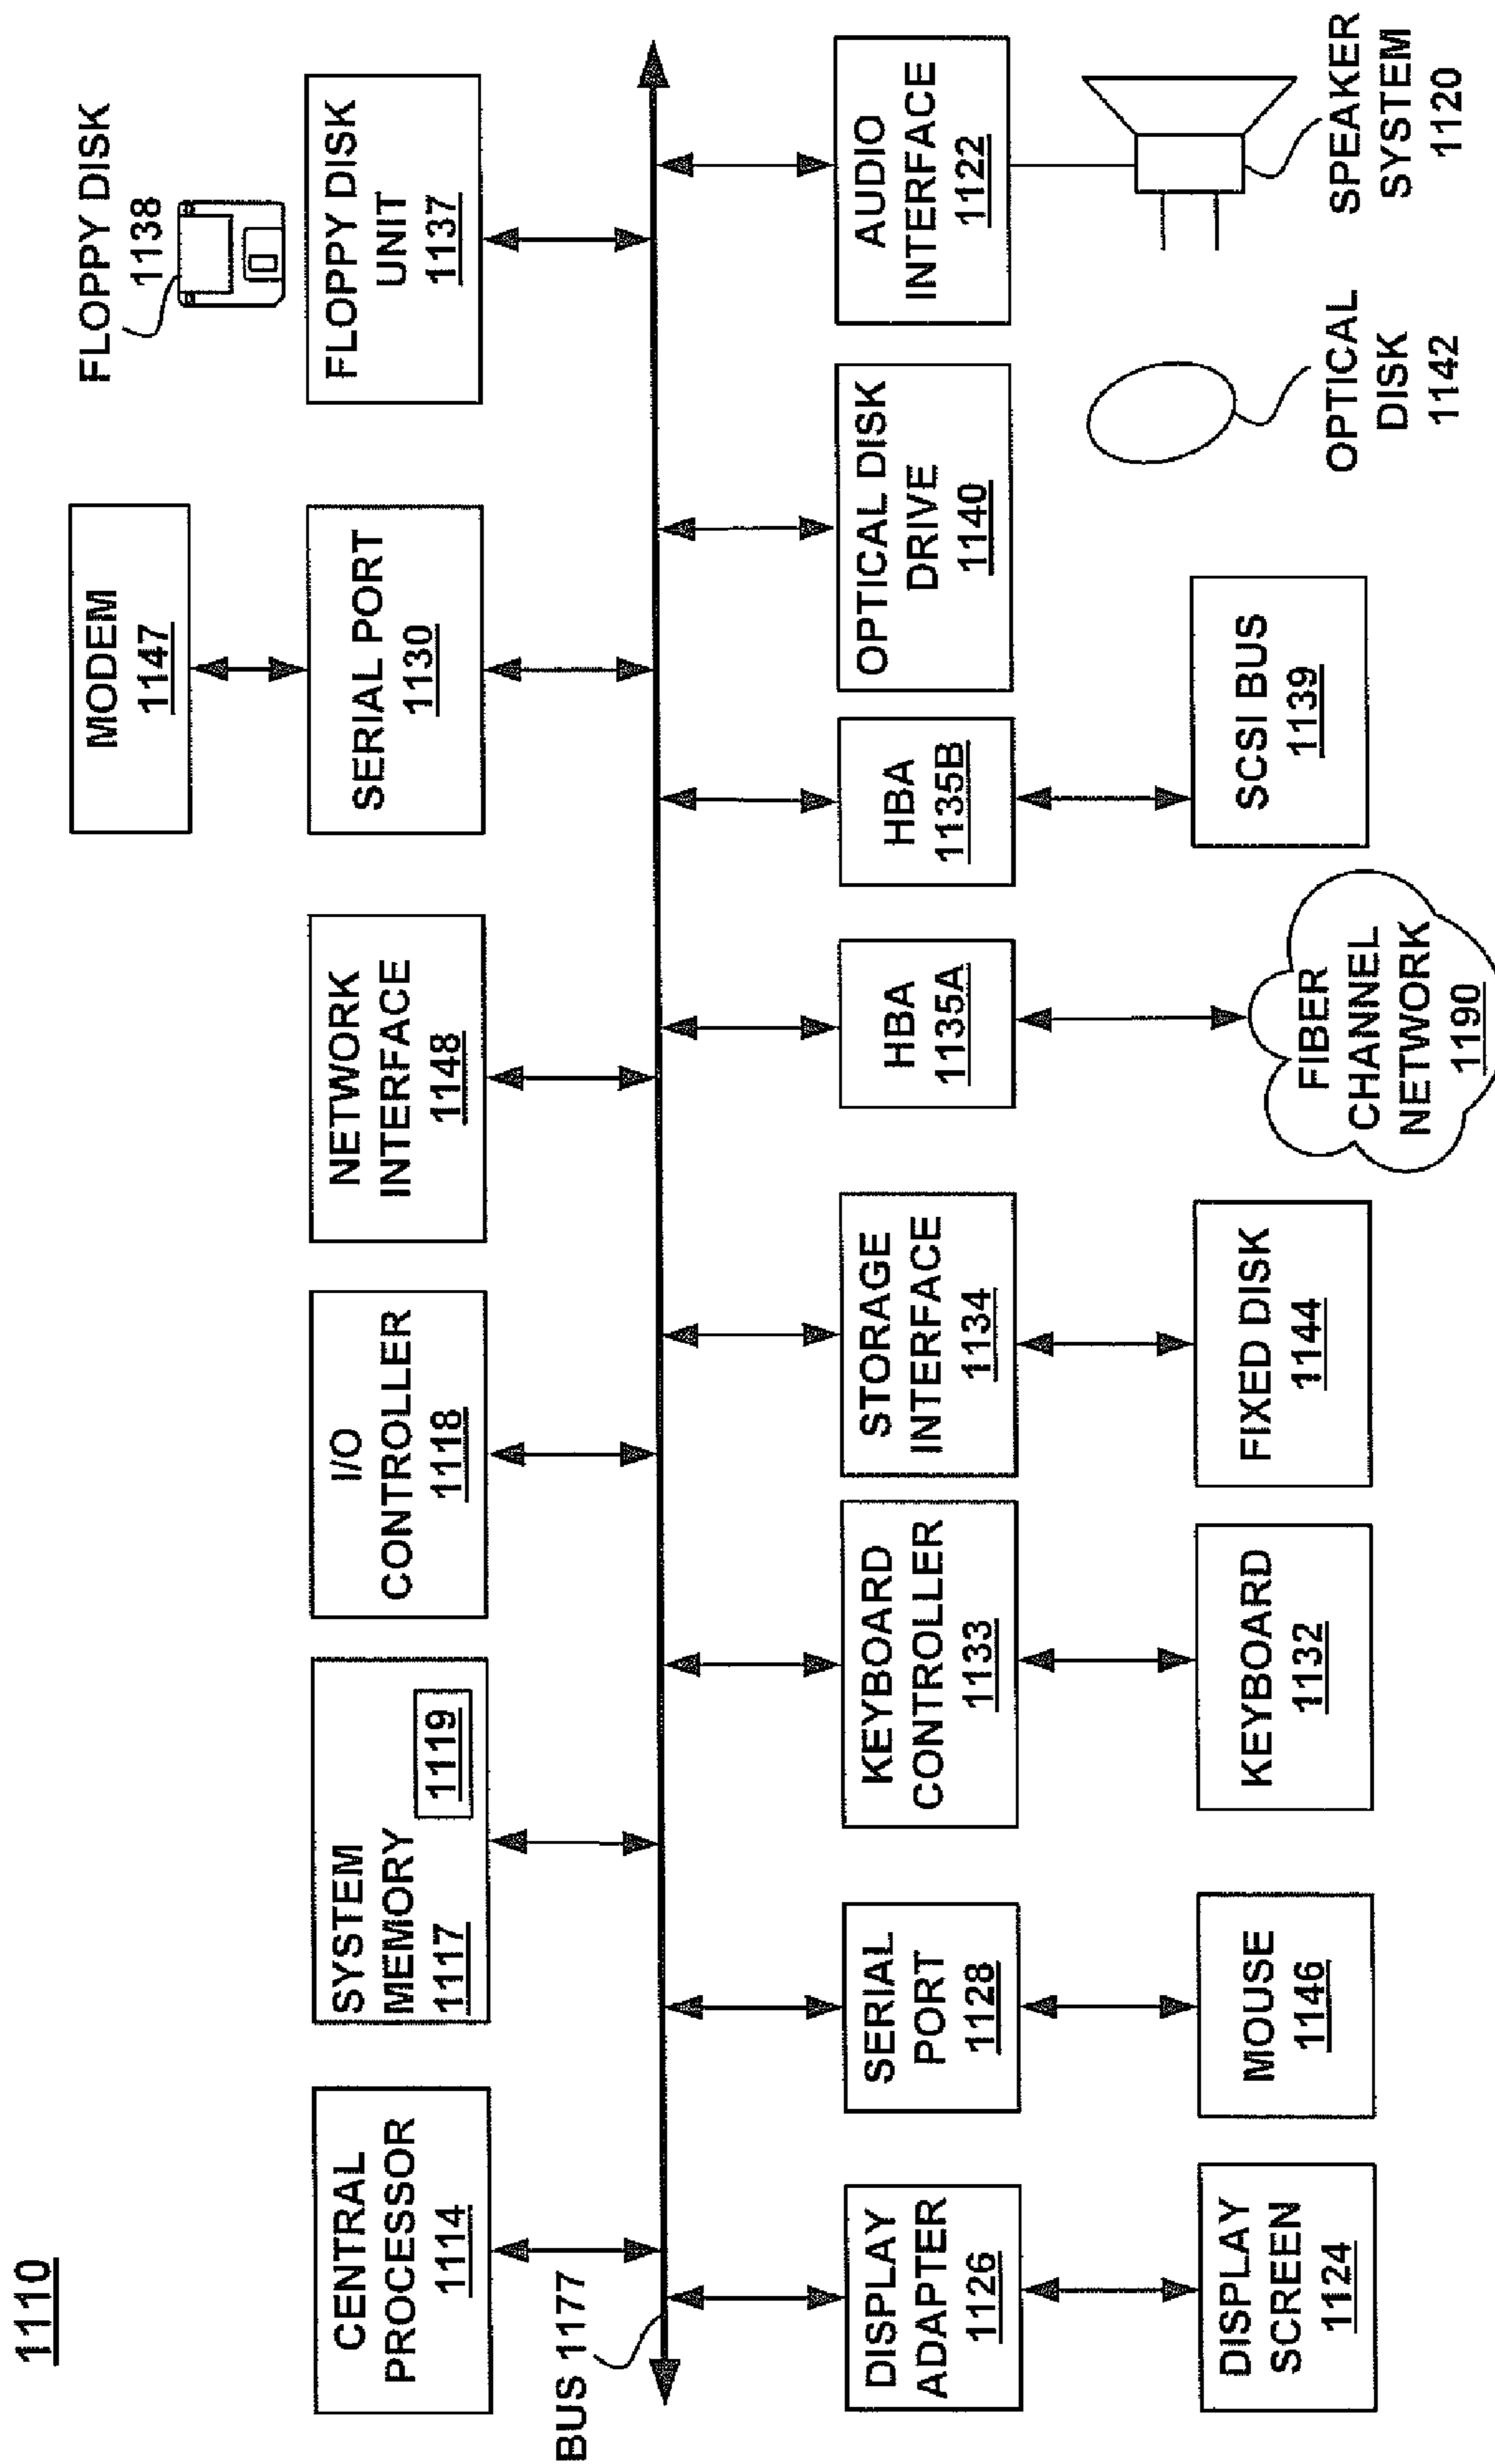 1110
CENTRAL
PROCESSOR
1114
SYSTEM
MEMORY
1117
1119
I/O
CONTROLLER
1118
NETWORK
INTERFACE
1148
MODEM
1147
SERIAL PORT
1130
FLOPPY DISK
1138
FLOPPY DISK
UNIT
1137
BUS 1177
DISPLAY
ADAPTER
1126
SERIAL
PORT
1128
KEYBOARD
CONTROLLER
1133
STORAGE
INTERFACE
1134
HBA
1135A
HBA
1135B
OPTICAL DISK
DRIVE
1140
AUDIO
INTERFACE
1122
DISPLAY
SCREEN
1124
MOUSE
1146
KEYBOARD
1132
FIXED DISK
1144
FIBER
CHANNEL
NETWORK
1190
SCSI BUS
1139
OPTICAL
DISK
1142
SPEAKER
SYSTEM
1120